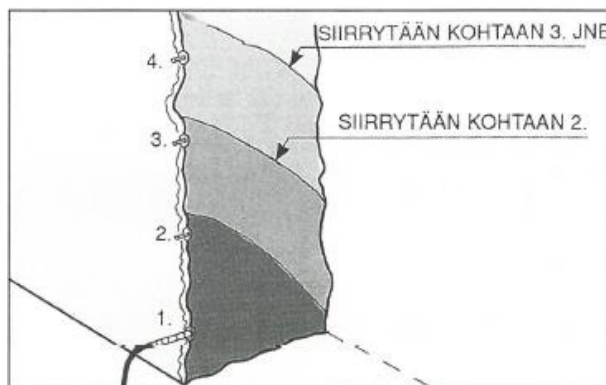 SIIRRYTÄÄN KOHTAAN 3. JNE
4.
SIIRRYTÄÄN KOHTAAN 2.
3.
2.
1.